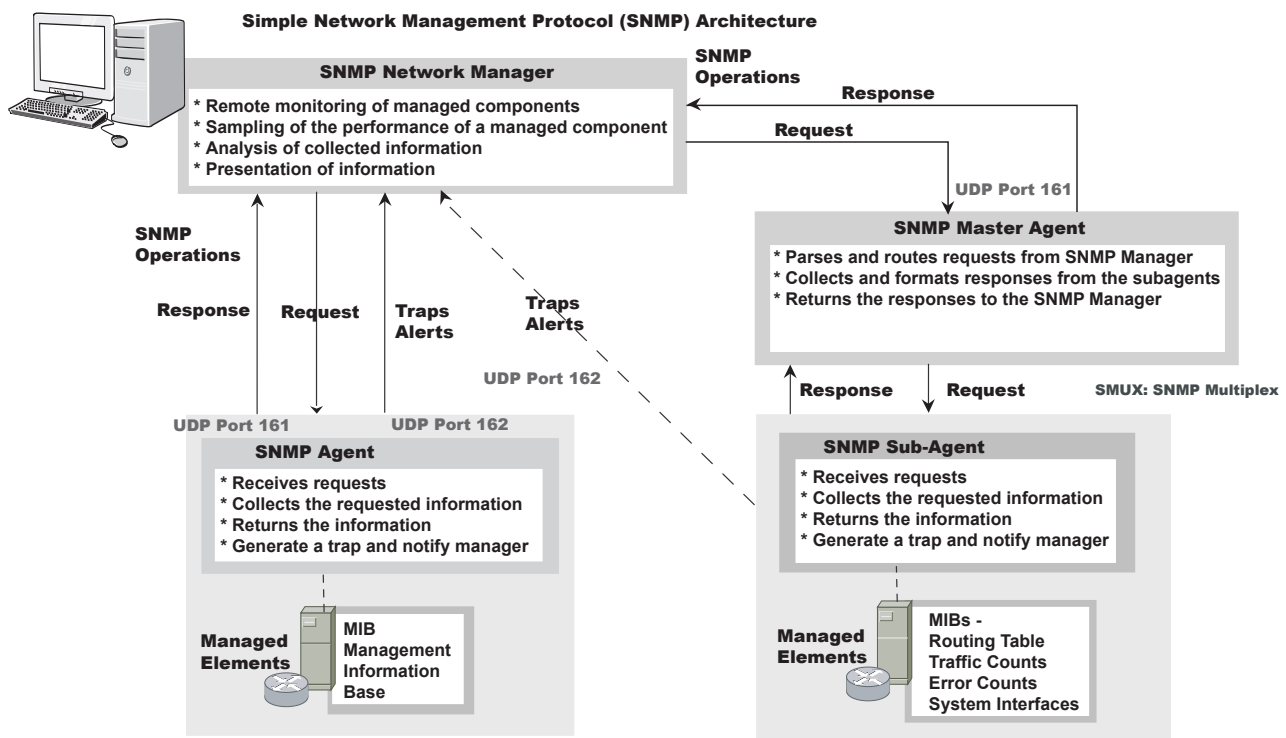 Simple Network Management Protocol (SNMP) Architecture
SNMP Network Manager
* Remote monitoring of managed components
* Sampling of the performance of a managed component
* Analysis of collected information
* Presentation of information
SNMP
Operations
Response
Request
UDP Port 161
SNMP Master Agent
* Parses and routes requests from SNMP Manager
* Collects and formats responses from the subagents
* Returns the responses to the SNMP Manager
SNMP
Operations
Response
Request
Traps
Alerts
Traps
Alerts
UDP Port 162
Response
Request
SMUX: SNMP Multiplex
UDP Port 161
UDP Port 162
SNMP Agent
* Receives requests
* Collects the requested information
* Returns the information
* Generate a trap and notify manager
Managed
Elements
MIB
Management
Information
Base
SNMP Sub-Agent
* Receives requests
* Collects the requested information
* Returns the information
* Generate a trap and notify manager
Managed
Elements
MIBs -
Routing Table
Traffic Counts
Error Counts
System Interfaces